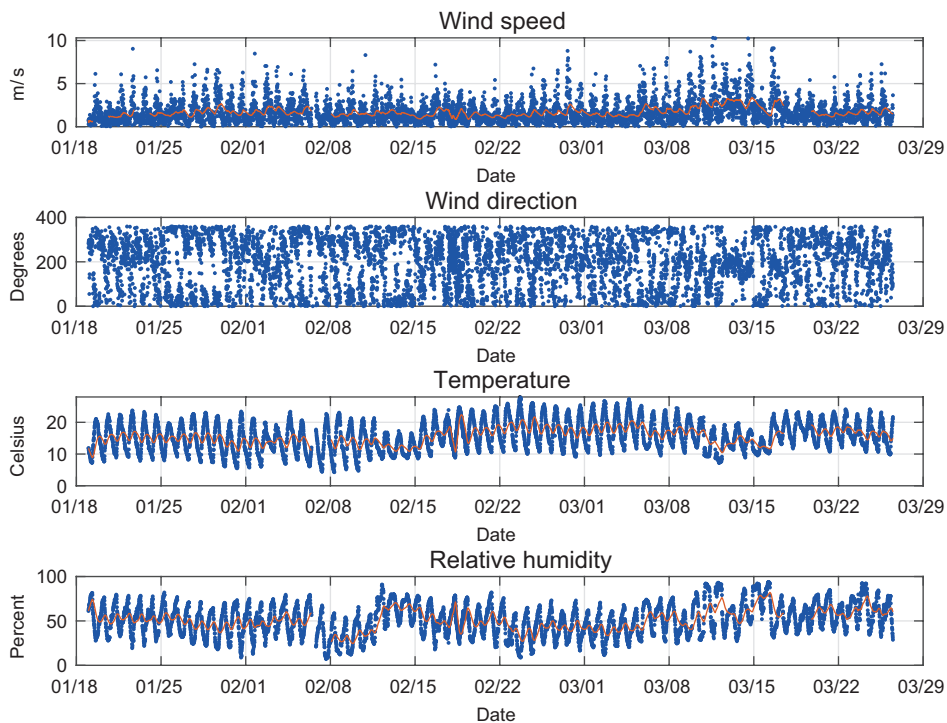 Wind speed
10
5
0
m/s
01/18 01/25 02/01 02/08 02/15 02/22 03/01 03/08 03/15 03/22 03/29
Date
Wind direction
400
200
0
Degrees
01/18 01/25 02/01 02/08 02/15 02/22 03/01 03/08 03/15 03/22 03/29
Date
Temperature
20
10
0
Celsius
01/18 01/25 02/01 02/08 02/15 02/22 03/01 03/08 03/15 03/22 03/29
Date
Relative humidity
100
50
0
Percent
01/18 01/25 02/01 02/08 02/15 02/22 03/01 03/08 03/15 03/22 03/29
Date